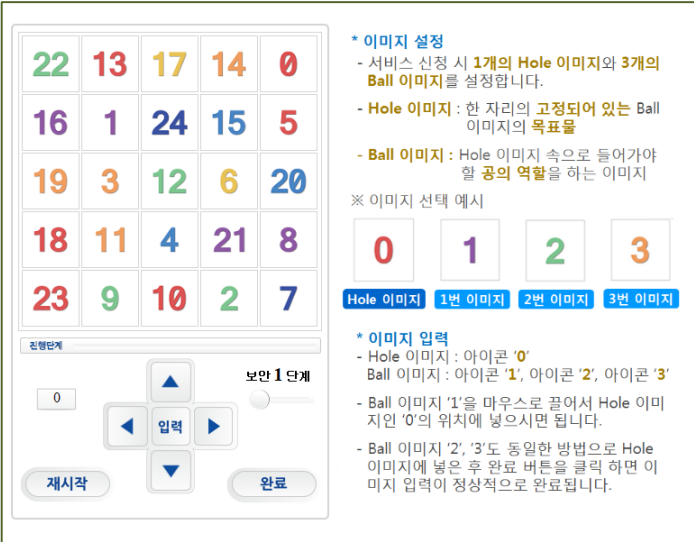 22 13 17 14 0
16 1 24 15 5
19 3 12 6 20
18 11 4 21 8
23 9 10 2 7
진행단계
보안 1 단계
0
입력
재시작
완료
* 이미지 설정
- 서비스 신청 시 1개의 Hole 이미지와 3개의
Ball 이미지를 설정합니다.
- Hole 이미지 : 한 자리의 고정되어 있는 Ball
이미지의 목표물
- Ball 이미지 : Hole 이미지 속으로 들어가야
할 공의 역할을 하는 이미지
※ 이미지 선택 예시
0 1 2 3
Hole 이미지 1번 이미지 2번 이미지 3번 이미지
* 이미지 입력
- Hole 이미지 : 아이콘 '0'
Ball 이미지 : 아이콘 '1', 아이콘 '2', 아이콘 '3'
- Ball 이미지 '1'을 마우스로 끌어서 Hole 이미
지인 '0'의 위치에 넣으시면 됩니다.
- Ball 이미지 '2', '3'도 동일한 방법으로 Hole
이미지에 넣은 후 완료 버튼을 클릭 하면 이
미지 입력이 정상적으로 완료됩니다.